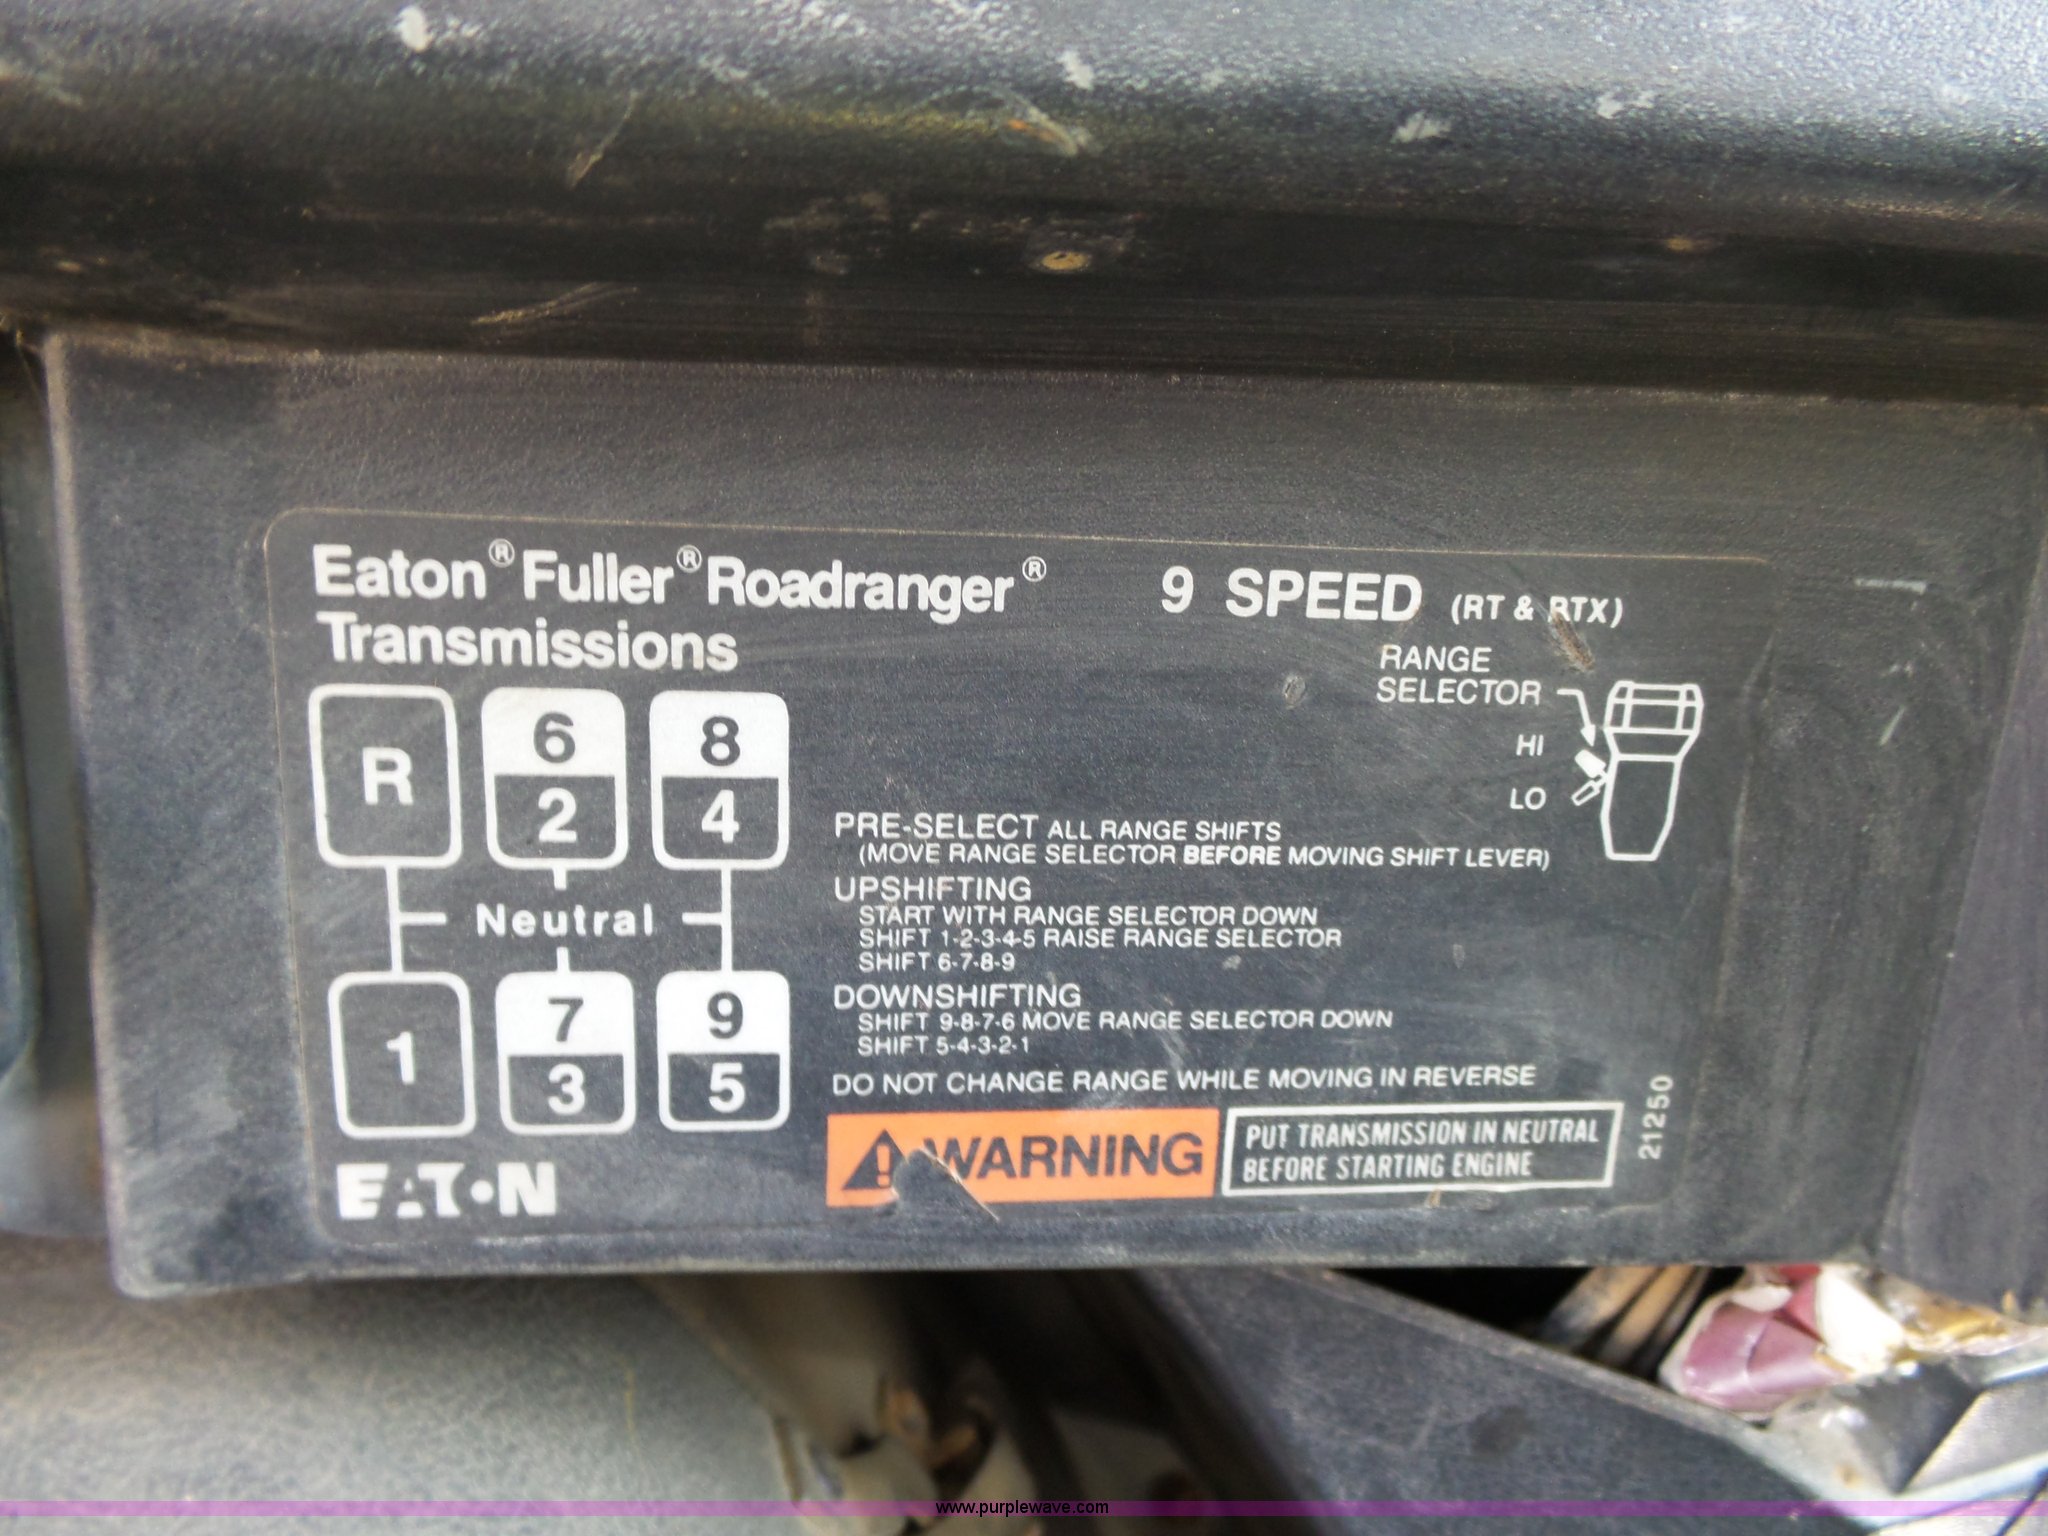 Eaton® Fuller® Roadranger®
Transmissions
9 SPEED (RT & RTX)
RANGE
SELECTOR
HI
LO
R
6
2
8
4
Neutral
1
7
3
9
5
PRE-SELECT ALL RANGE SHIFTS
(MOVE RANGE SELECTOR BEFORE MOVING SHIFT LEVER)
UPSHIFTING
START WITH RANGE SELECTOR DOWN
SHIFT 1-2-3-4-5 RAISE RANGE SELECTOR
SHIFT 6-7-8-9
DOWNSHIFTING
SHIFT 9-8-7-6 MOVE RANGE SELECTOR DOWN
SHIFT 5-4-3-2-1
DO NOT CHANGE RANGE WHILE MOVING IN REVERSE
WARNING
PUT TRANSMISSION IN NEUTRAL
BEFORE STARTING ENGINE
21250
EATON
www.purplewave.com